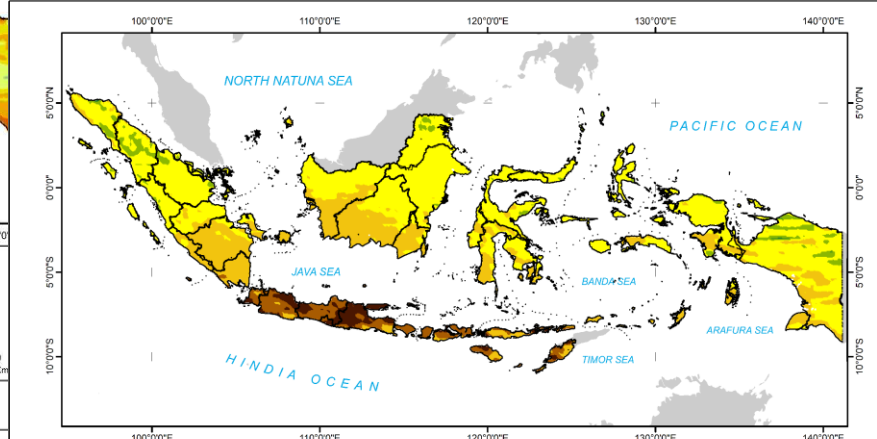 100°0'0"E 110°0'0"E 120°0'0"E 130°0'0"E 140°0'0"E
NORTH NATUNA SEA
5°0'0"N 5°0'0"N
PACIFIC OCEAN
0°0'0" 0°0'0"
JAVA SEA
BANDA SEA
5°0'0"S 5°0'0"S
ARAFURA SEA
10°0'0"S 10°0'0"S
HINDIA OCEAN
TIMOR SEA
100°0'0"E 110°0'0"E 120°0'0"E 130°0'0"E 140°0'0"E